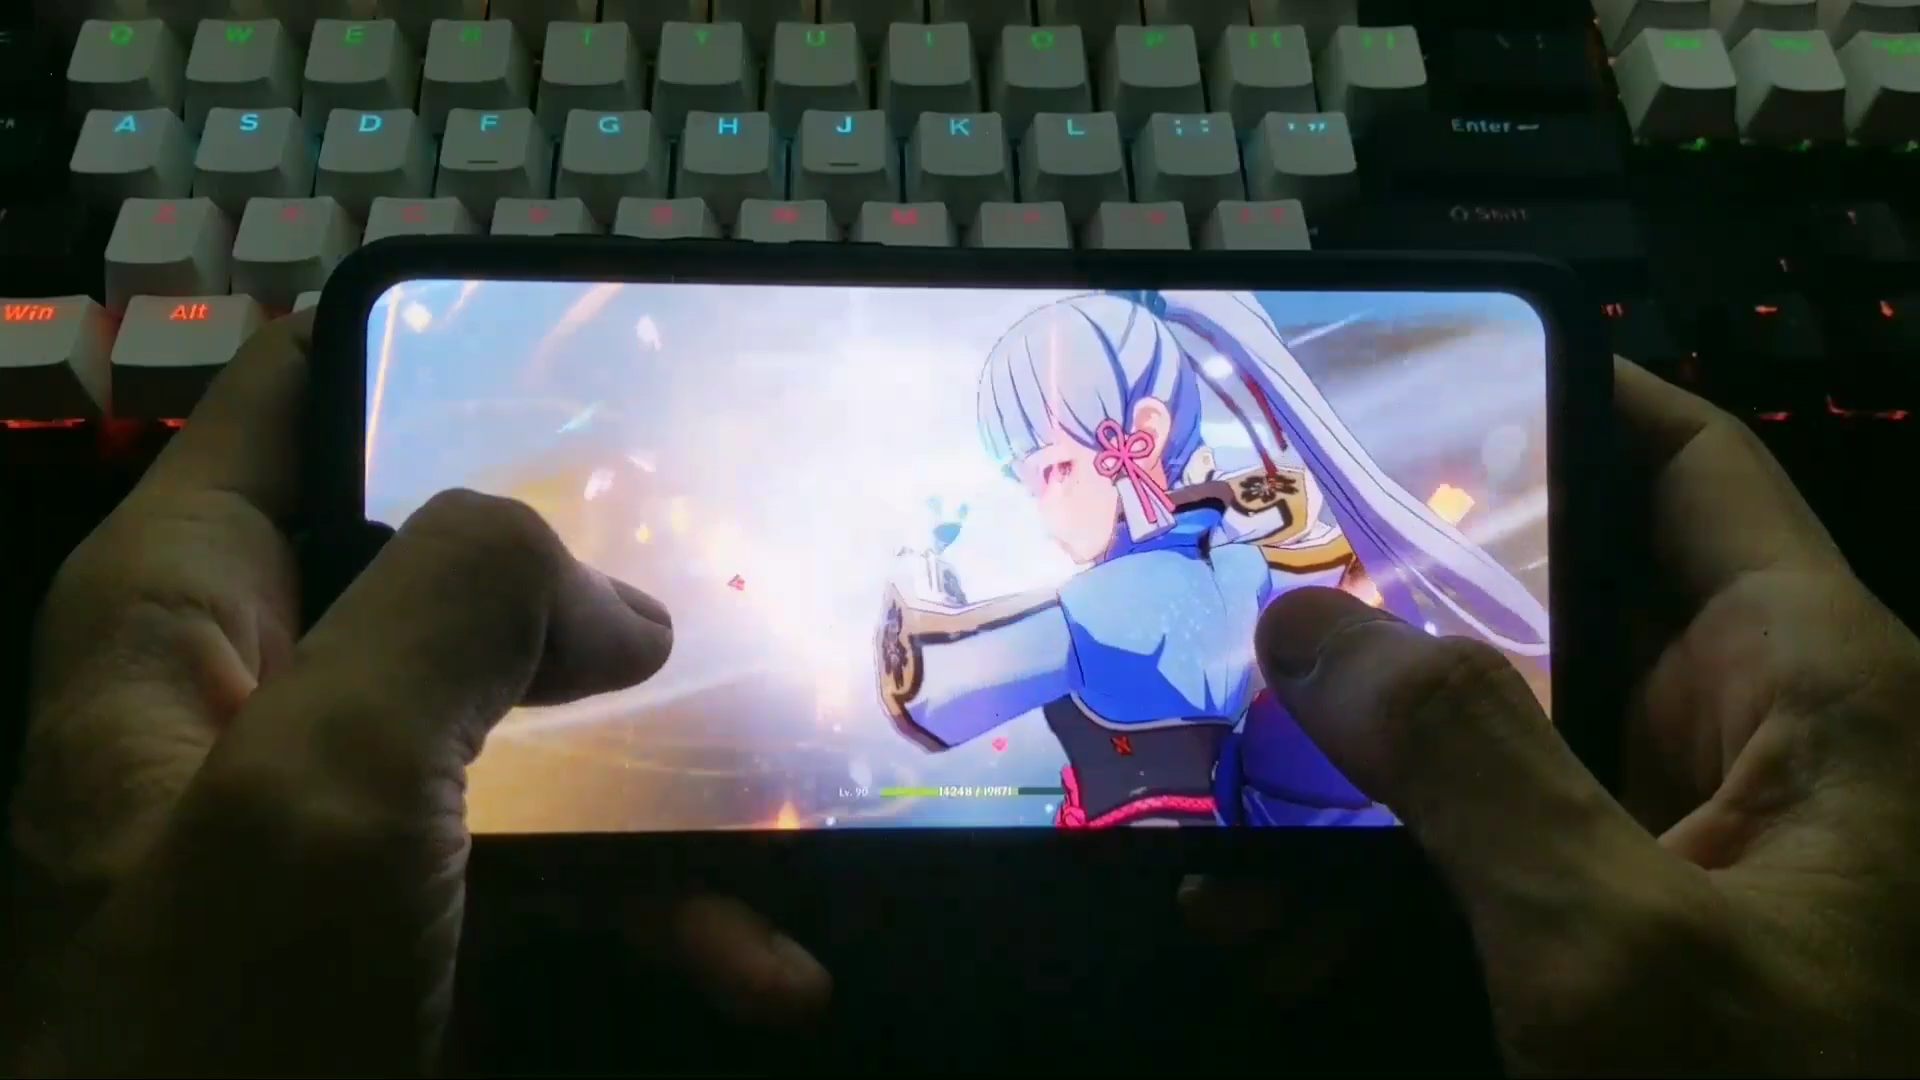 Q W E R T Y U I O P [ { ] }
A S D F G H J K L ; : ' " Enter
Z X C V B N M Shift
Win Alt
Lv. 90 14248 / 19871